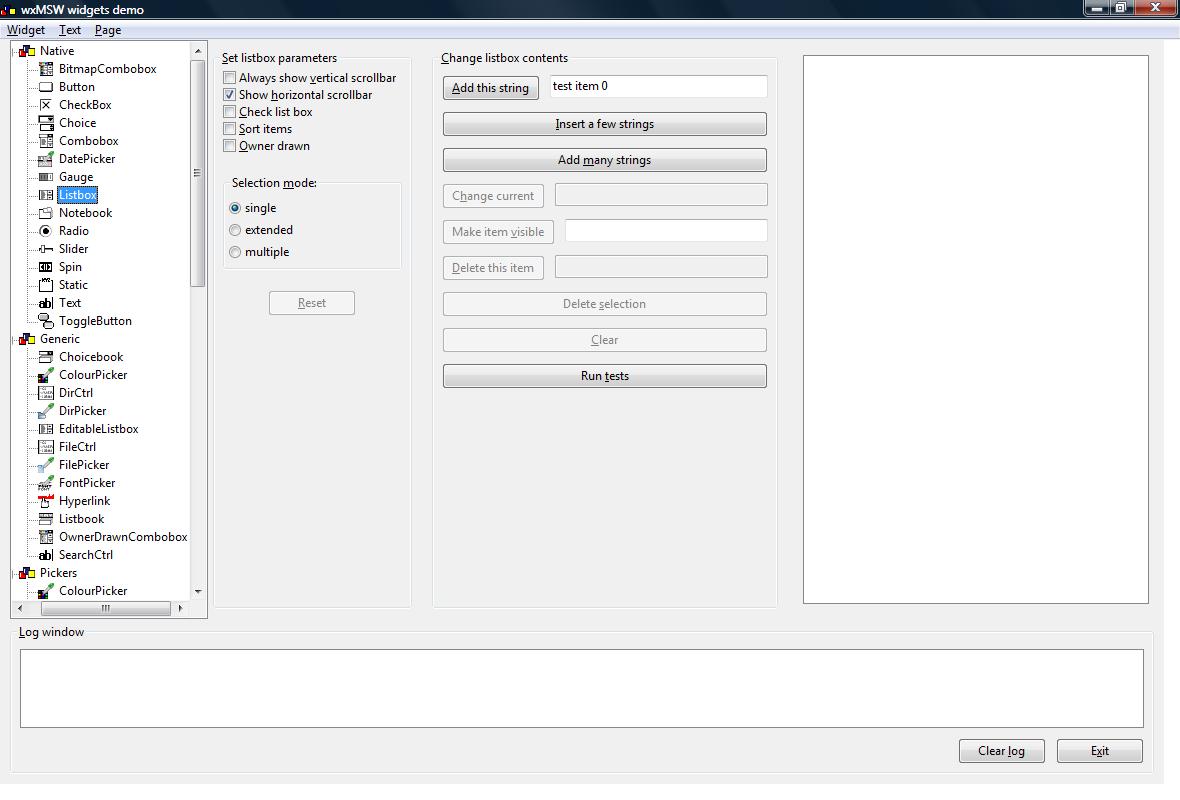 wxMSW widgets demo
Widget Text Page
Native
BitmapCombobox
Button
CheckBox
Choice
Combobox
DatePicker
Gauge
Listbox
Notebook
Radio
Slider
Spin
Static
Text
ToggleButton
Generic
Choicebook
ColourPicker
DirCtrl
DirPicker
EditableListbox
FileCtrl
FilePicker
FontPicker
Hyperlink
Listbook
OwnerDrawnCombobox
SearchCtrl
Pickers
ColourPicker
Set listbox parameters
Always show vertical scrollbar
Show horizontal scrollbar
Check list box
Sort items
Owner drawn
Selection mode:
single
extended
multiple
Reset
Change listbox contents
Add this string test item 0
Insert a few strings
Add many strings
Change current
Make item visible
Delete this item
Delete selection
Clear
Run tests
Log window
Clear log Exit